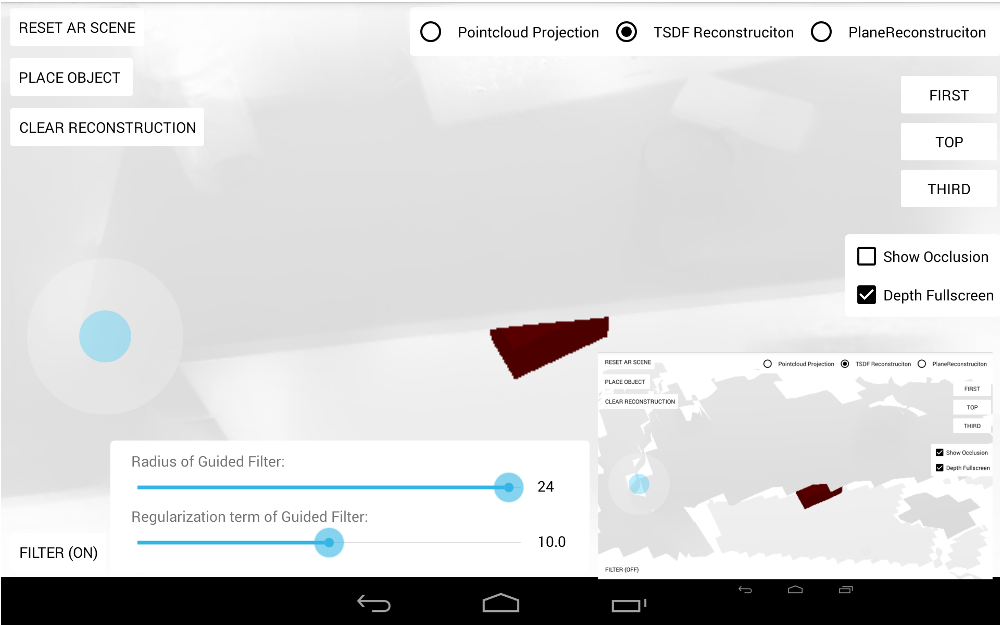 RESET AR SCENE
Pointcloud Projection
TSDF Reconstruciton
PlaneReconstruciton
PLACE OBJECT
CLEAR RECONSTRUCTION
FIRST
TOP
THIRD
Show Occlusion
Depth Fullscreen
Radius of Guided Filter:
24
Regularization term of Guided Filter:
10.0
FILTER (ON)
RESET AR SCENE
Pointcloud Projection
TSDF Reconstruciton
PlaneReconstruciton
PLACE OBJECT
CLEAR RECONSTRUCTION
FIRST
TOP
THIRD
Show Occlusion
Depth Fullscreen
FILTER (OFF)